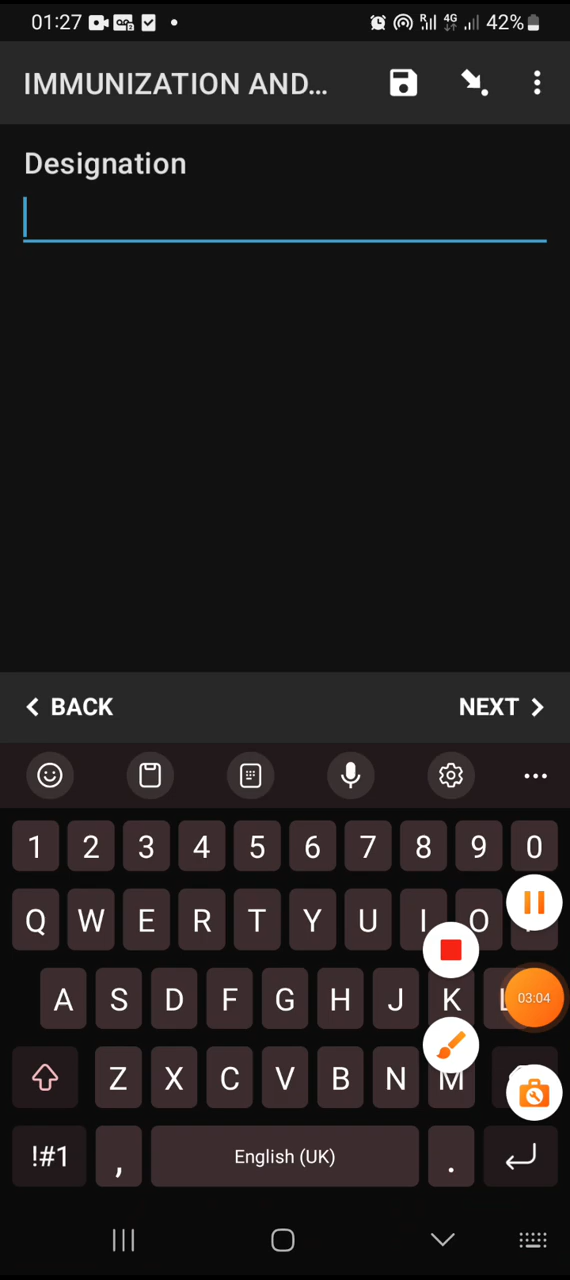 01:27 4G 42%
IMMUNIZATION AND...
Designation
BACK NEXT
1 2 3 4 5 6 7 8 9 0
Q W E R T Y U I O
A S D F G H J K L
03:04
Z X C V B N M
!#1 , English (UK) .